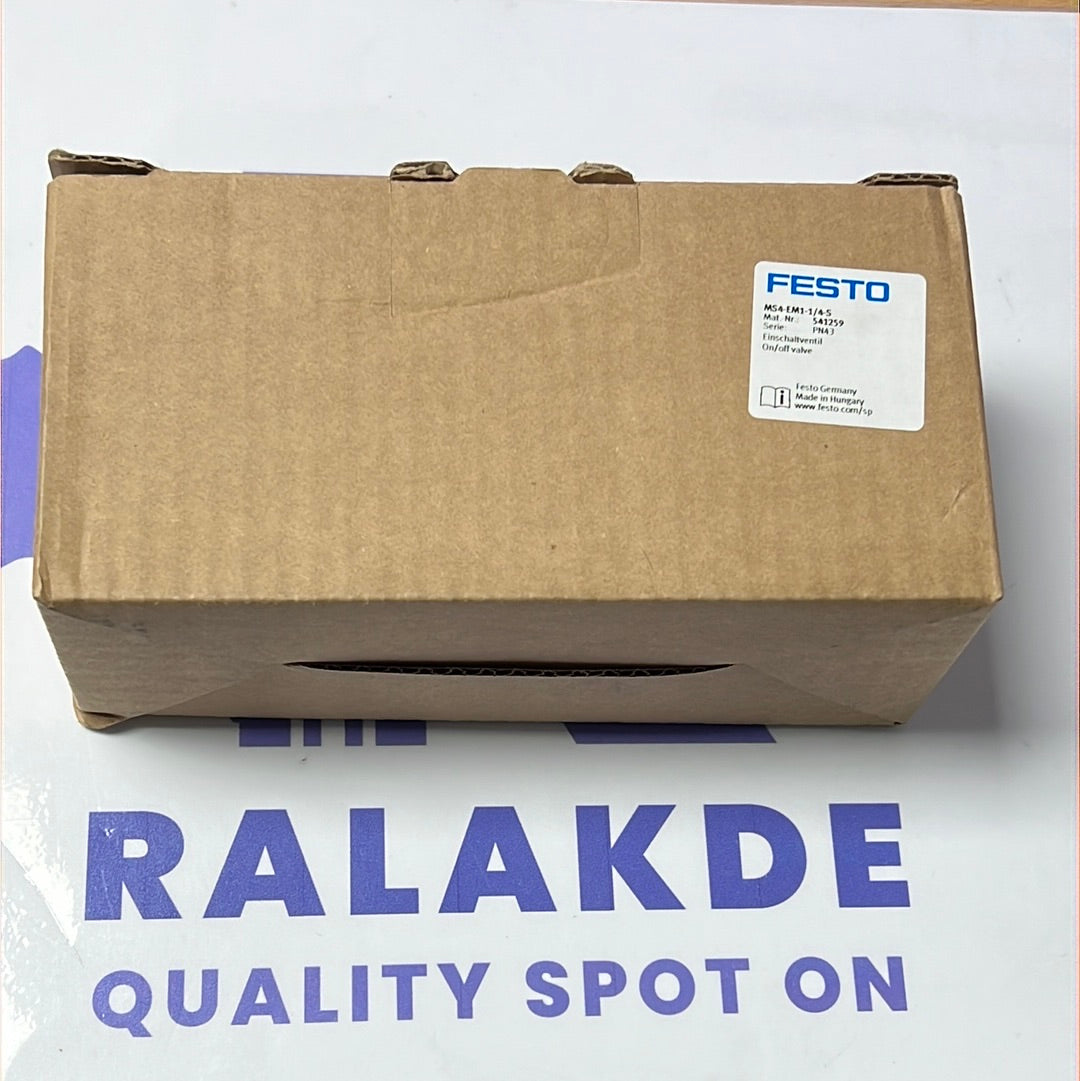 FESTO
MS4-EM1-1/4-S
Mat.-Nr.: 541259
Serie: PN43
Einschaltventil
On/off valve
Festo Germany
Made in Hungary
www.festo.com/sp
RALAKDE
QUALITY SPOT ON